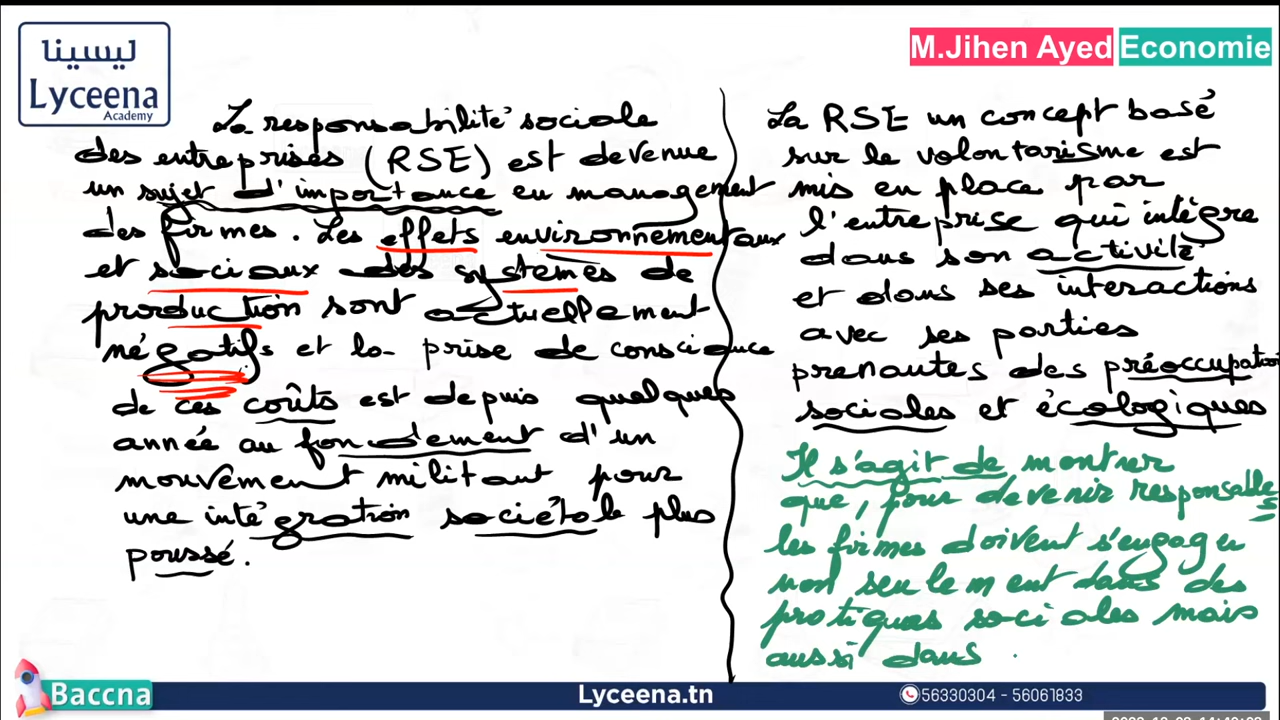 ليسينا
Lyceena
Academy
M.Jihen Ayed Economie
La responsabilité sociale
des entreprises (RSE) est devenue
un sujet d'importance en management
des firmes. Les effets environnementaux
et sociaux des systèmes de
production sont actuellement
négatifs et la prise de conscience
de ces coûts est depuis quelques
année au fondement d'un
mouvement militant pour
une intégration sociétale plus
poussé.
La RSE un concept basé
sur le volontarisme est
mis en place par
l'entreprise qui intègre
dans son activité
et dans ses interactions
avec ses parties
prenantes des préoccupation
sociales et écologiques
Il s'agit de montrer
que, pour devenir responsables
les firmes doivent s'engager
non seulement dans des
pratiques sociales mais
aussi dans
Baccna
Lyceena.tn
56330304 - 56061833